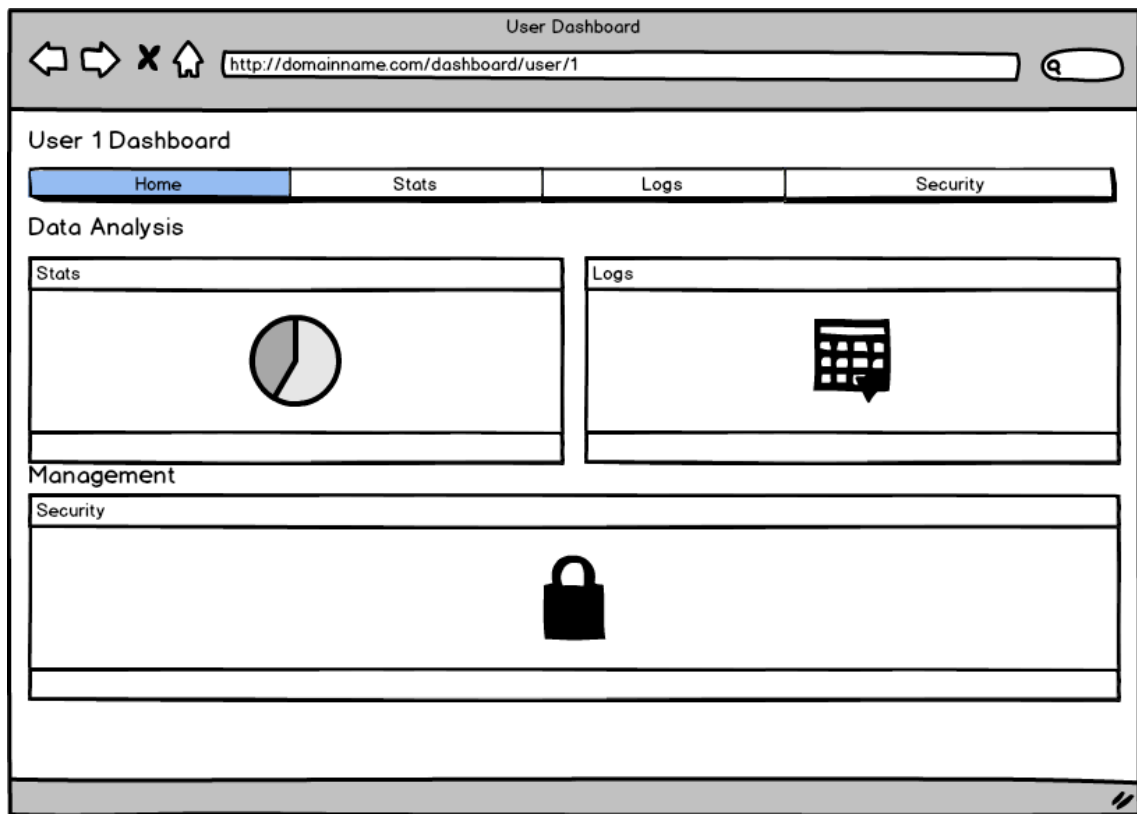 User Dashboard
http://domainname.com/dashboard/user/1
User 1 Dashboard
Home Stats Logs Security
Data Analysis
Stats
Logs
Management
Security